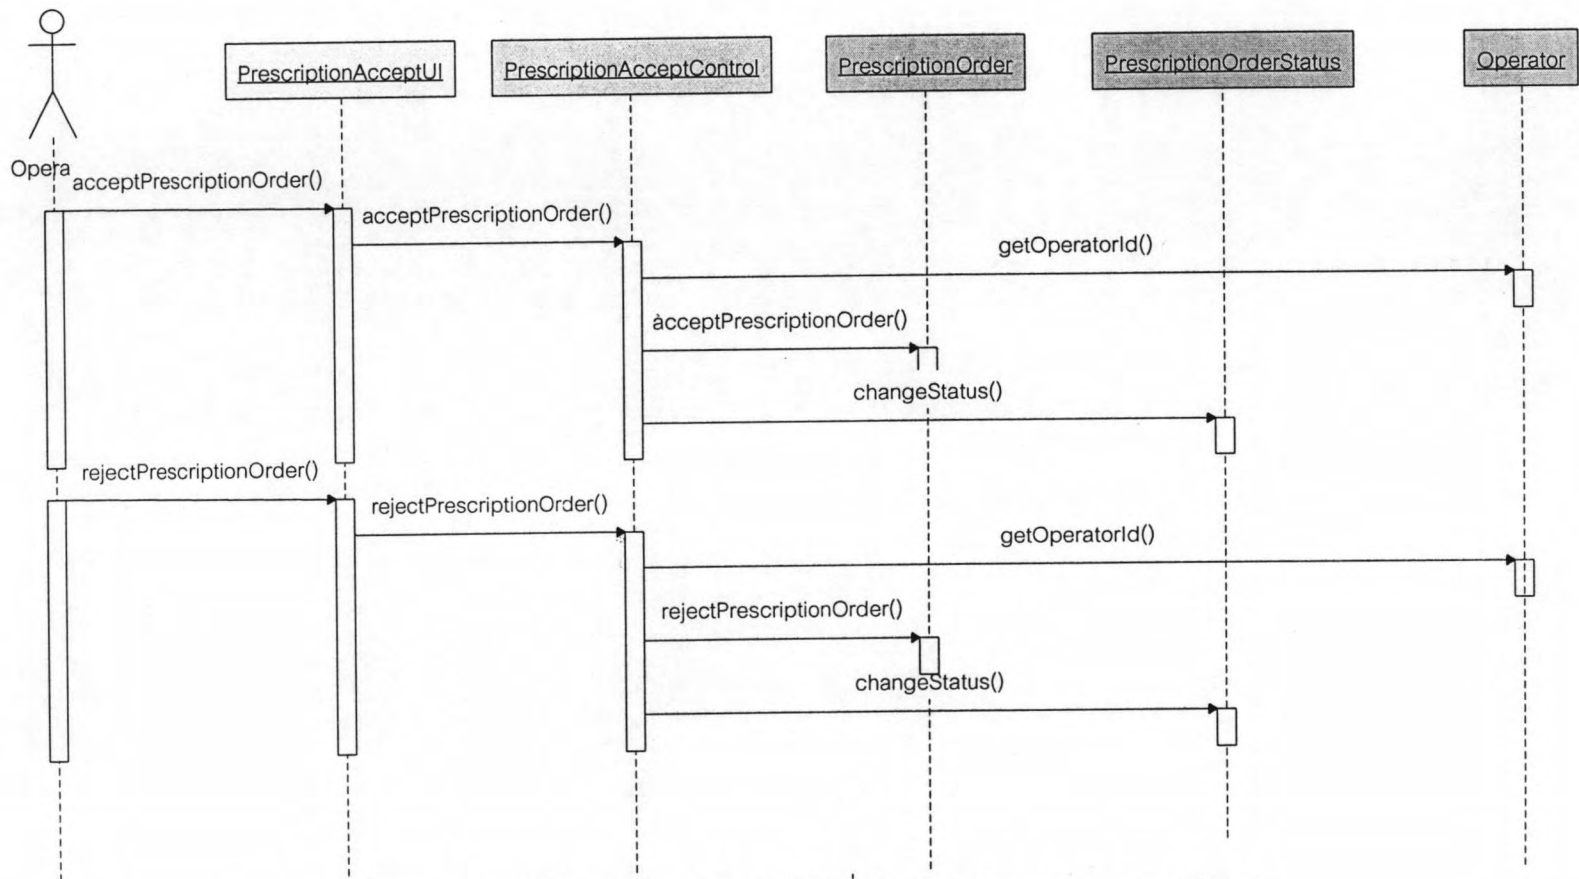 PrescriptionAcceptUI
PrescriptionAcceptControl
PrescriptionOrder
PrescriptionOrderStatus
Operator
Opera
acceptPrescriptionOrder()
acceptPrescriptionOrder()
getOperatorId()
acceptPrescriptionOrder()
changeStatus()
rejectPrescriptionOrder()
rejectPrescriptionOrder()
getOperatorId()
rejectPrescriptionOrder()
changeStatus()